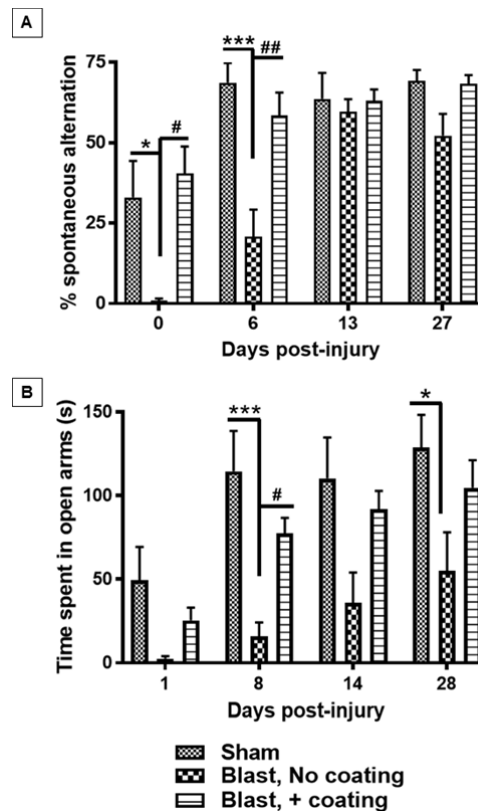 A
% spontaneous alternation
75
50
25
0
*
#
***
##
0 6 13 27
Days post-injury
B
Time spent in open arms (s)
150
100
50
0
***
#
*
1 8 14 28
Days post-injury
Sham
Blast, No coating
Blast, + coating